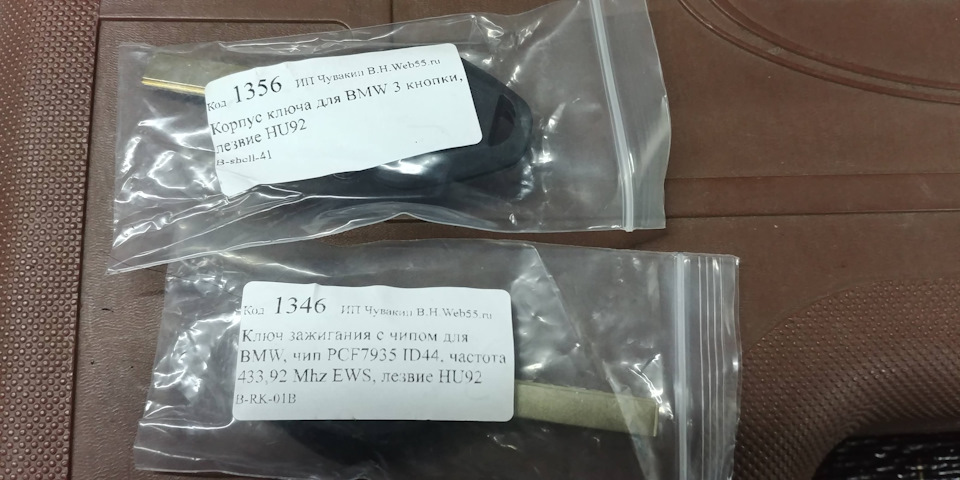 Код 1356 ИП Чувакин В.Н.Web55.ru
Корпус ключа для BMW 3 кнопки,
лезвие HU92
B-shell-41
Код 1346 ИП Чувакин В.Н Web55.ru
Ключ зажигания с чипом для
BMW, чип PCF7935 ID44, частота
433,92 Mhz EWS, лезвие HU92
B-RK-01B